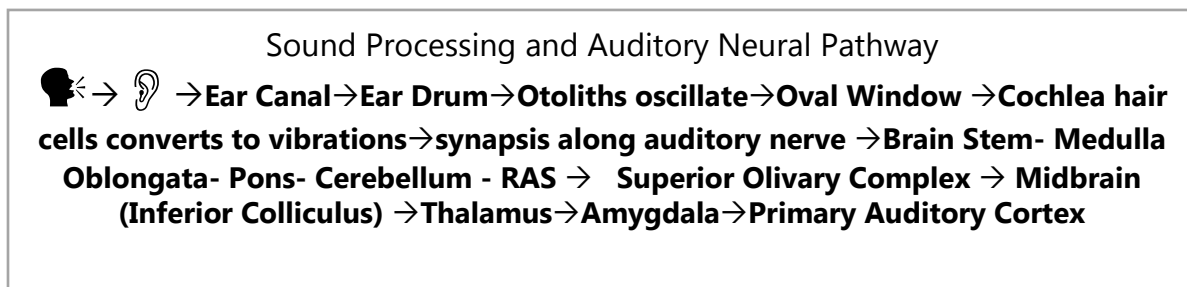 Sound Processing and Auditory Neural Pathway
🗣→ 👂 →Ear Canal→Ear Drum→Otoliths oscillate→Oval Window →Cochlea hair
cells converts to vibrations→synapsis along auditory nerve →Brain Stem- Medulla
Oblongata- Pons- Cerebellum - RAS → Superior Olivary Complex → Midbrain
(Inferior Colliculus) →Thalamus→Amygdala→Primary Auditory Cortex